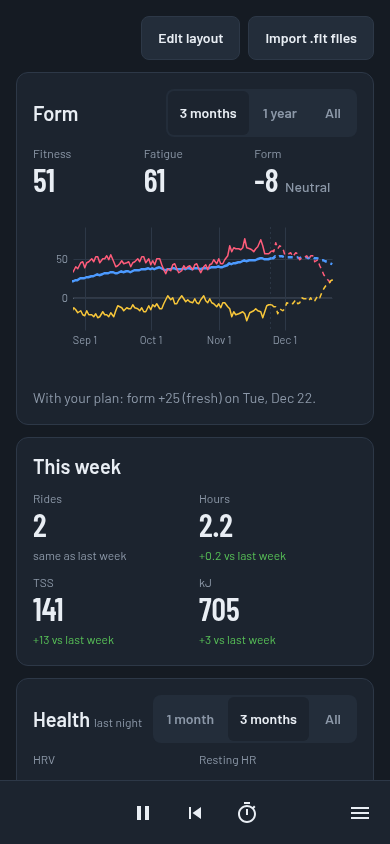 Edit layout
Import .fit files
Form
3 months
1 year
All
Fitness
Fatigue
Form
51
61
-8 Neutral
50
0
Sep 1
Oct 1
Nov 1
Dec 1
With your plan: form +25 (fresh) on Tue, Dec 22.
This week
Rides
Hours
2
2.2
same as last week
+0.2 vs last week
TSS
kJ
141
705
+13 vs last week
+3 vs last week
Health last night
1 month
3 months
All
HRV
Resting HR